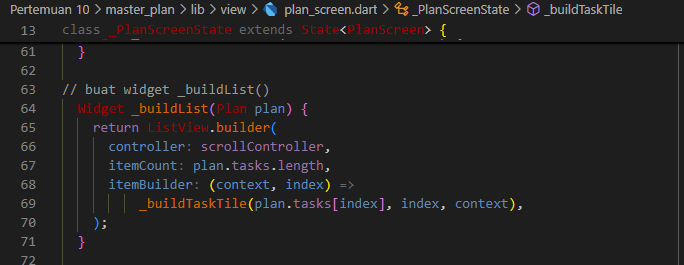 Pertemuan 10 > master_plan > lib > view > plan_screen.dart > _PlanScreenState > _buildTaskTile
13 class _PlanScreenState extends State<PlanScreen> {
61 }
62
63 // buat widget _buildList()
64 Widget _buildList(Plan plan) {
65 return ListView.builder(
66 controller: scrollController,
67 itemCount: plan.tasks.length,
68 itemBuilder: (context, index) =>
69 _buildTaskTile(plan.tasks[index], index, context),
70 );
71 }
72